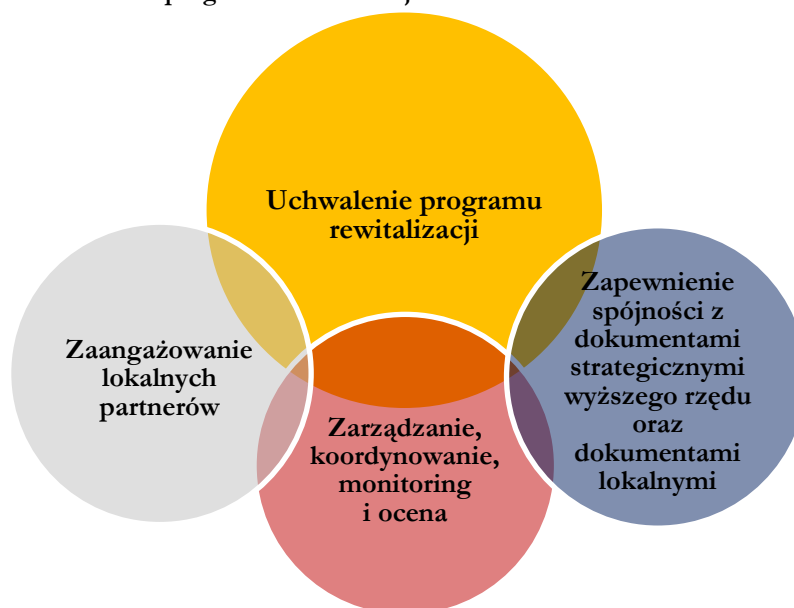 Uchwalenie programu
rewitalizacji
Zaangażowanie
lokalnych
partnerów
Zarządzanie,
koordynowanie,
monitoring
i ocena
Zapewnienie
spójności z
dokumentami
strategicznymi
wyższego rzędu
oraz
dokumentami
lokalnymi